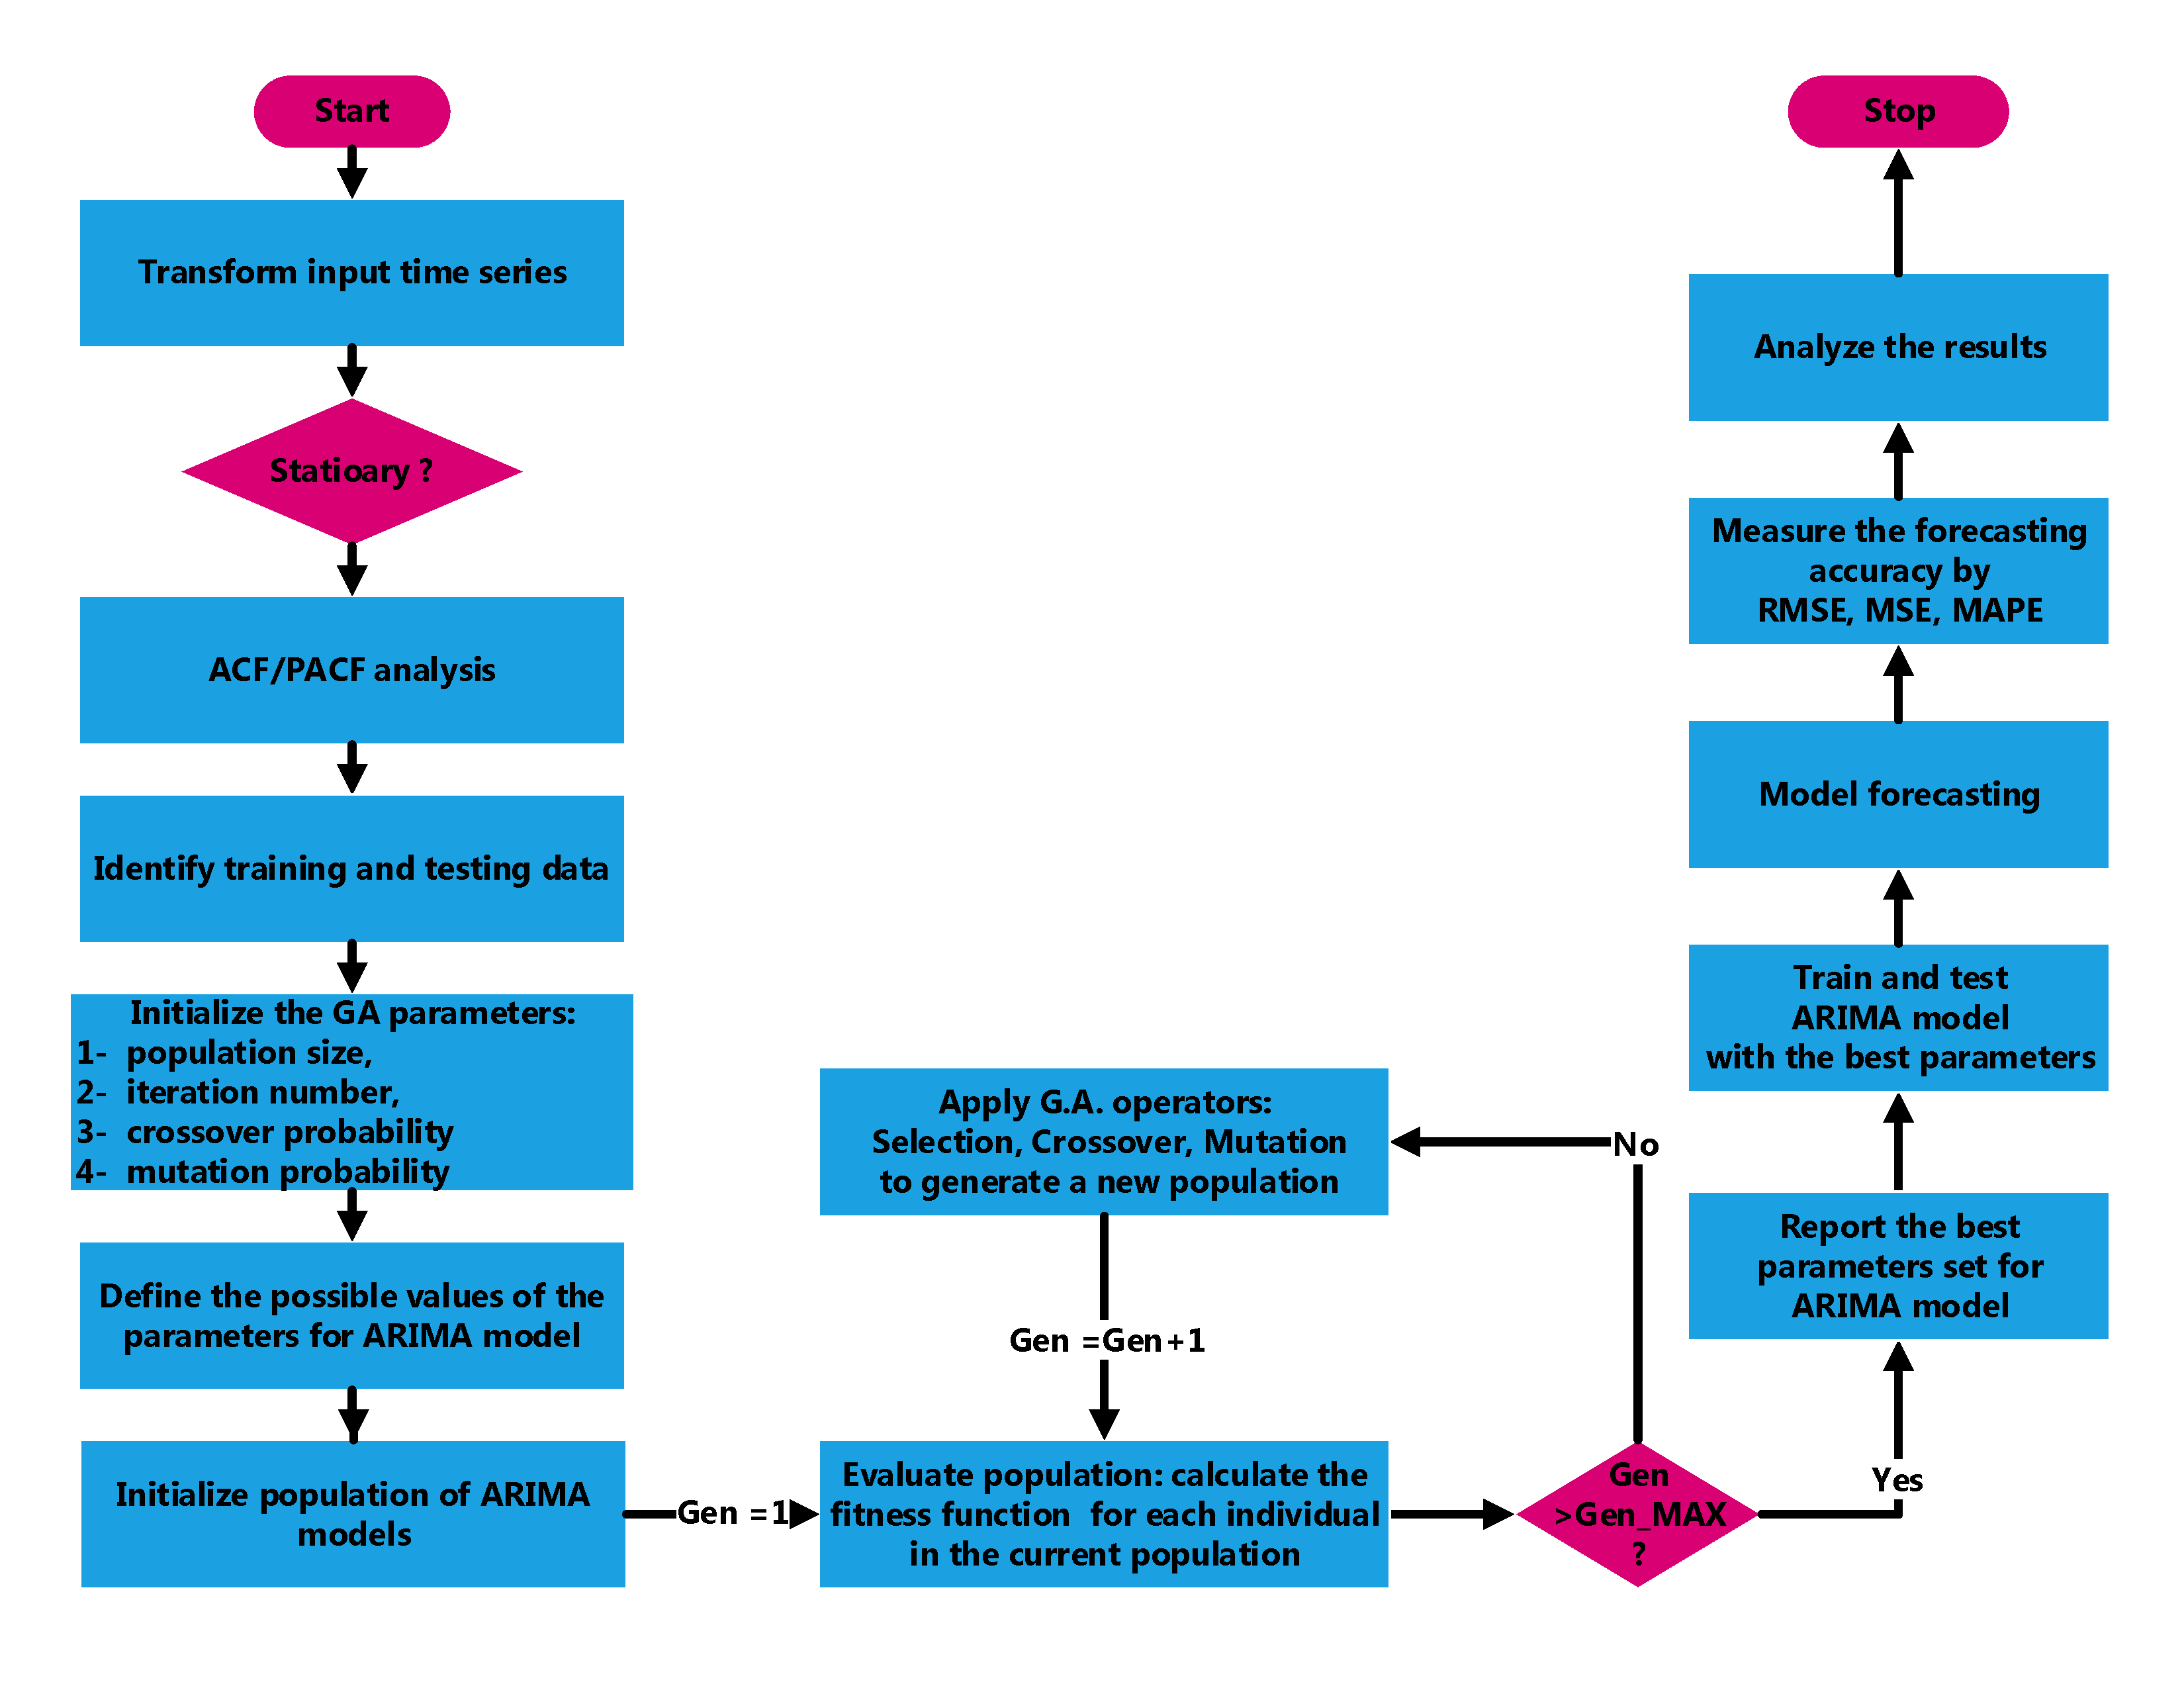 Start
Transform input time series
Statioary ?
ACF/PACF analysis
Identify training and testing data
Initialize the GA parameters:
1- population size,
2- iteration number,
3- crossover probability
4- mutation probability
Define the possible values of the
parameters for ARIMA model
Initialize population of ARIMA
models
Gen =1
Evaluate population: calculate the
fitness function for each individual
in the current population
Gen
>Gen_MAX
?
No
Apply G.A. operators:
Selection, Crossover, Mutation
to generate a new population
Gen =Gen+1
Yes
Report the best
parameters set for
ARIMA model
Train and test
ARIMA model
with the best parameters
Model forecasting
Measure the forecasting
accuracy by
RMSE, MSE, MAPE
Analyze the results
Stop